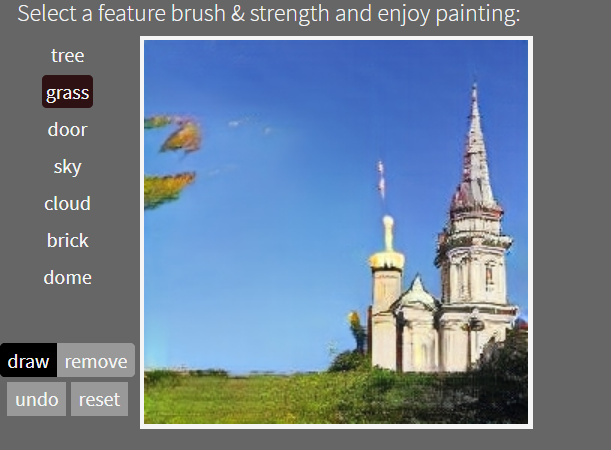 Select a feature brush & strength and enjoy painting:
tree
grass
door
sky
cloud
brick
dome
draw remove
undo reset